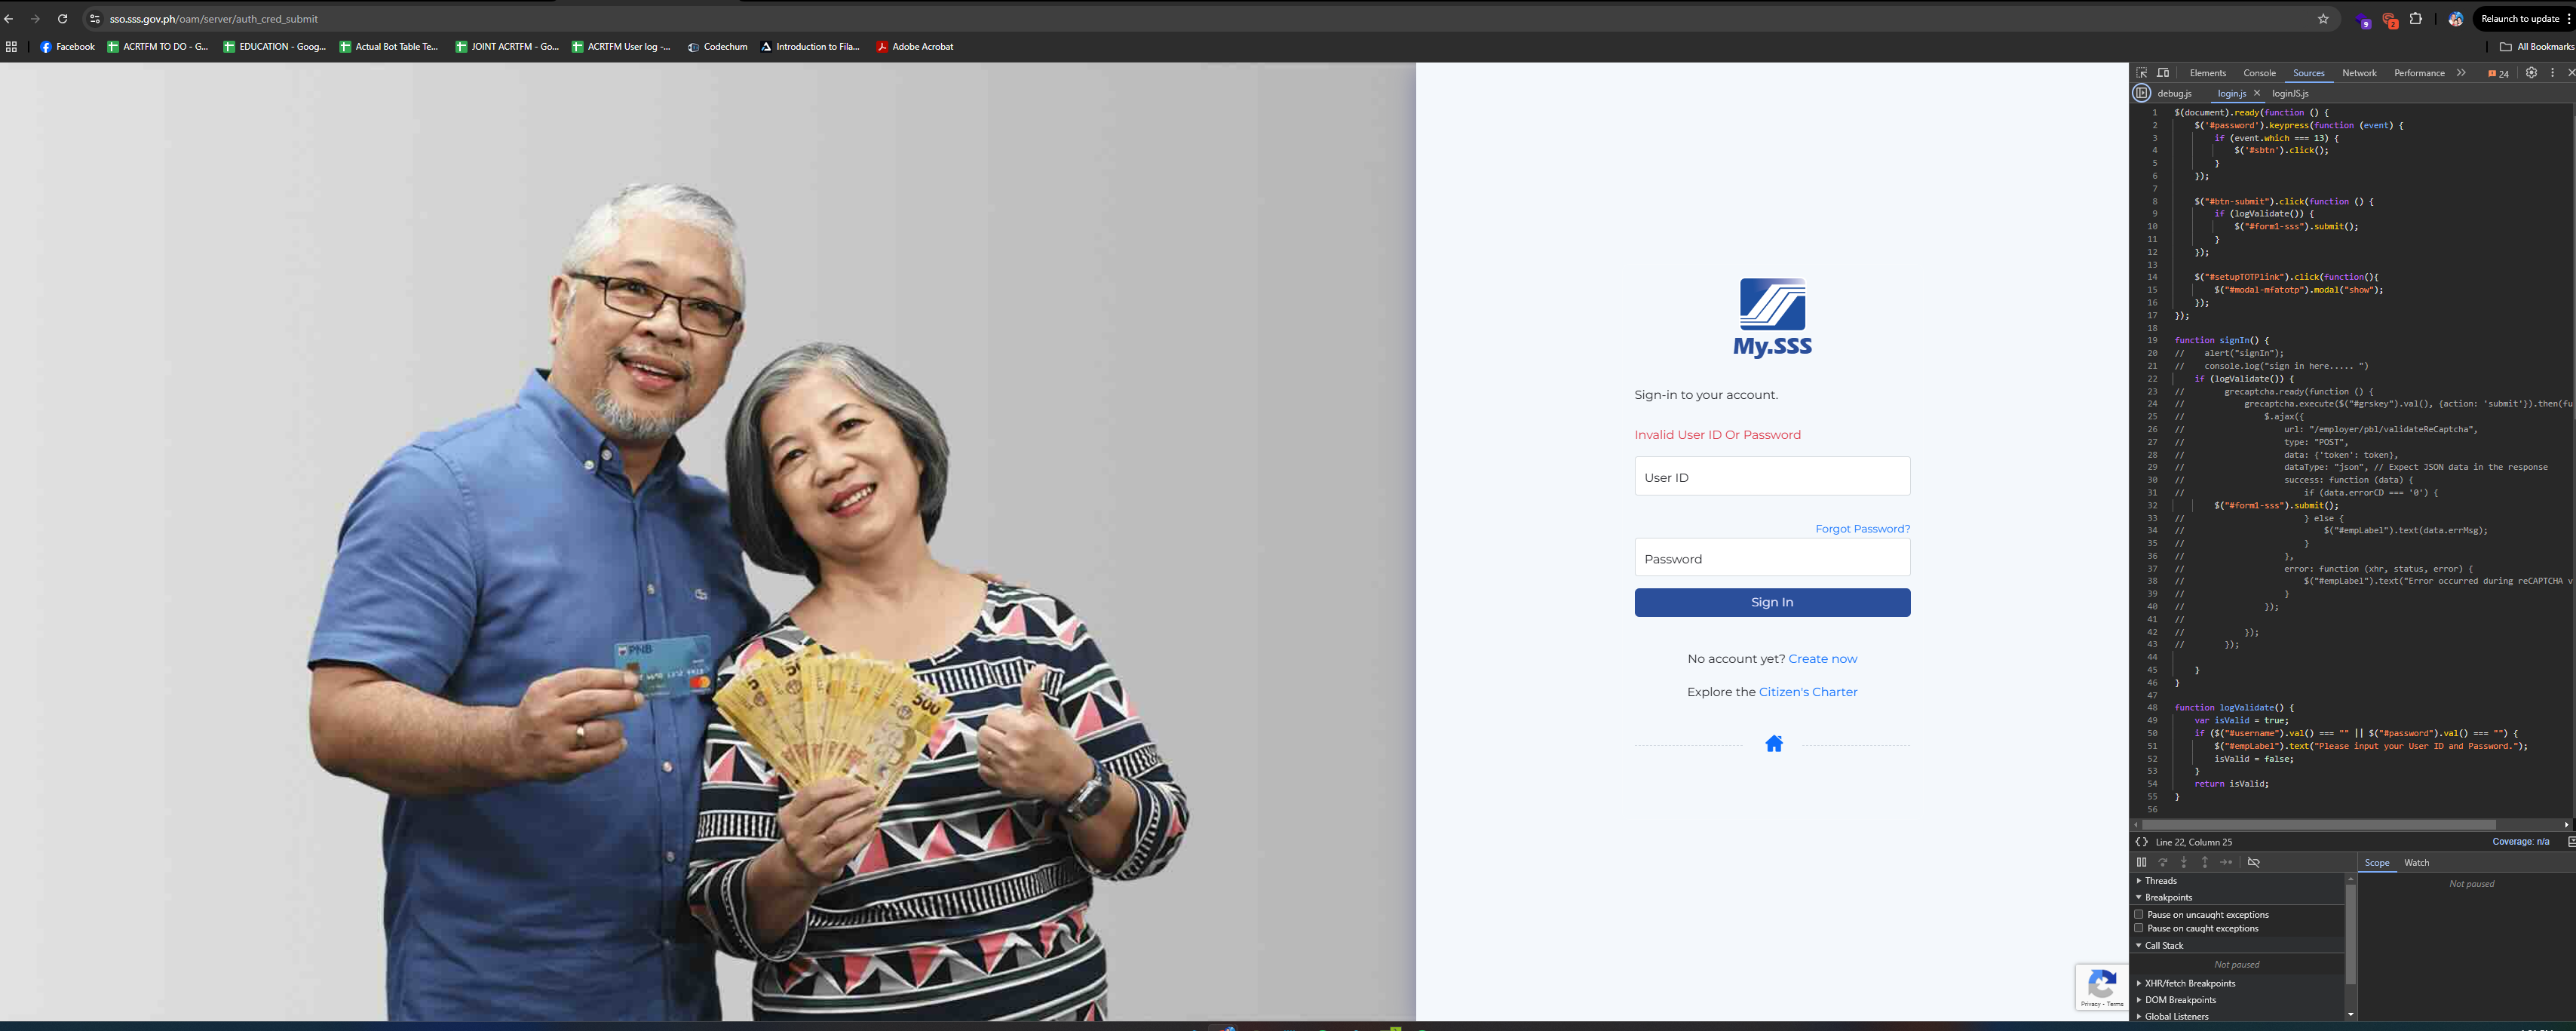 sso.sss.gov.ph/oam/server/auth_cred_submit
9
2
Relaunch to update
Facebook
ACRTFM TO DO - G...
EDUCATION - Goog...
Actual Bot Table Te...
JOINT ACRTFM - Go...
ACRTFM User log -...
Codechum
Introduction to Fila...
Adobe Acrobat
All Bookmarks
PNB
500
My.SSS
Sign-in to your account.
Invalid User ID Or Password
User ID
Forgot Password?
Password
Sign In
No account yet? Create now
Explore the Citizen's Charter
Privacy - Terms
Elements Console Sources Network Performance 24
debug.js login.js loginJS.js
1 $(document).ready(function () {
2 $('#password').keypress(function (event) {
3 if (event.which === 13) {
4 $('#sbtn').click();
5 }
6 });
7
8 $("#btn-submit").click(function () {
9 if (logValidate()) {
10 $("#form1-sss").submit();
11 }
12 });
13
14 $("#setupTOTPlink").click(function(){
15 $("#modal-mfatotp").modal("show");
16 });
17 });
18
19 function signIn() {
20 // alert("signIn");
21 // console.log("sign in here..... ")
22 if (logValidate()) {
23 // grecaptcha.ready(function () {
24 // grecaptcha.execute($("#grskey").val(), {action: 'submit'}).then(fu
25 // $.ajax({
26 // url: "/employer/pbl/validateReCaptcha",
27 // type: "POST",
28 // data: {'token': token},
29 // dataType: "json", // Expect JSON data in the response
30 // success: function (data) {
31 // if (data.errorCD === '0') {
32 $("#form1-sss").submit();
33 // } else {
34 // $("#empLabel").text(data.errMsg);
35 // }
36 // },
37 // error: function (xhr, status, error) {
38 // $("#empLabel").text("Error occurred during reCAPTCHA v
39 // }
40 // });
41 //
42 // });
43 // });
44
45 }
46 }
47
48 function logValidate() {
49 var isValid = true;
50 if ($("#username").val() === "" || $("#password").val() === "") {
51 $("#empLabel").text("Please input your User ID and Password.");
52 isValid = false;
53 }
54 return isValid;
55 }
56
{} Line 22, Column 25
Coverage: n/a
Scope Watch
Threads
Not paused
Breakpoints
Pause on uncaught exceptions
Pause on caught exceptions
Call Stack
Not paused
XHR/fetch Breakpoints
DOM Breakpoints
Global Listeners